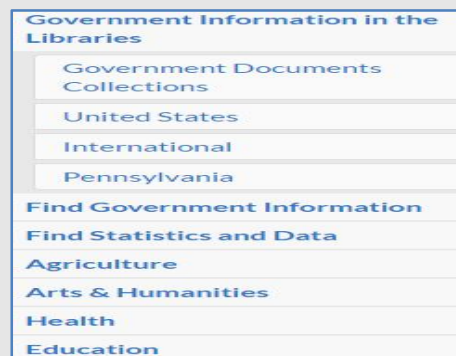 Government Information in the
Libraries
Government Documents
Collections
United States
International
Pennsylvania
Find Government Information
Find Statistics and Data
Agriculture
Arts & Humanities
Health
Education